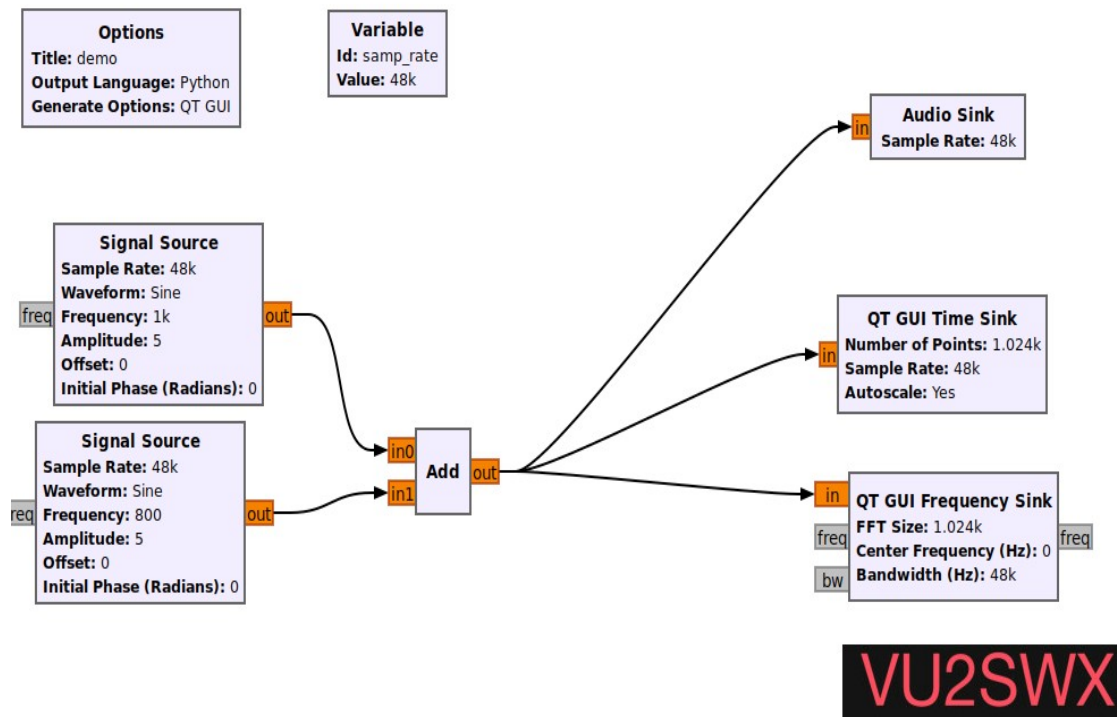 Options
Title: demo
Output Language: Python
Generate Options: QT GUI
Variable
Id: samp_rate
Value: 48k
Audio Sink
in
Sample Rate: 48k
Signal Source
Sample Rate: 48k
Waveform: Sine
freq
Frequency: 1k
out
Amplitude: 5
Offset: 0
Initial Phase (Radians): 0
QT GUI Time Sink
Number of Points: 1.024k
in
Sample Rate: 48k
Autoscale: Yes
Signal Source
Sample Rate: 48k
Waveform: Sine
req
Frequency: 800
out
Amplitude: 5
Offset: 0
Initial Phase (Radians): 0
in0
in1
Add
out
QT GUI Frequency Sink
in
FFT Size: 1.024k
freq
Center Frequency (Hz): 0
freq
bw
Bandwidth (Hz): 48k
VU2SWX